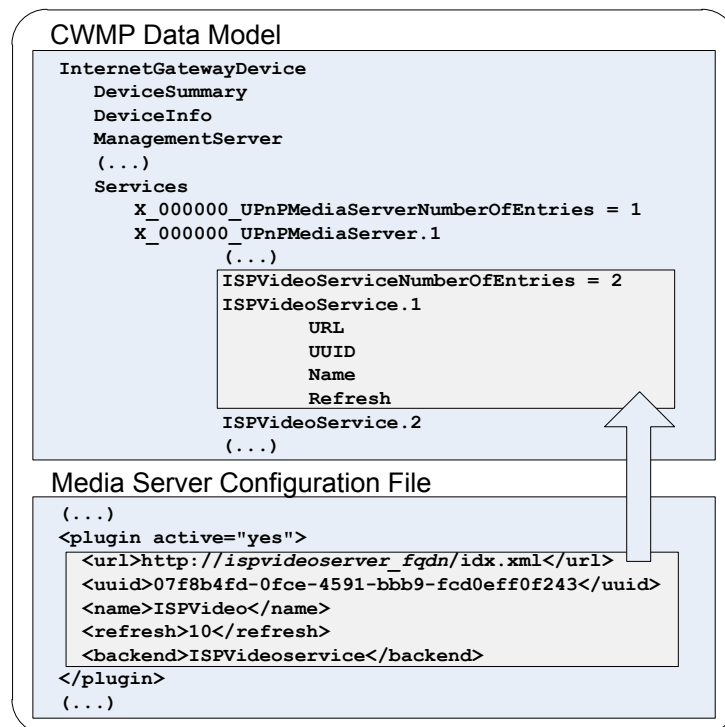 CWMP Data Model
InternetGatewayDevice
DeviceSummary
DeviceInfo
ManagementServer
(...)
Services
X_000000_UPnPMediaServerNumberOfEntries = 1
X_000000_UPnPMediaServer.1
(...)
ISPVideoServiceNumberOfEntries = 2
ISPVideoService.1
URL
UUID
Name
Refresh
ISPVideoService.2
(...)
Media Server Configuration File
(...)
<plugin active="yes">
<url>http://ispvideoserver_fqdn/idx.xml</url>
<uuid>07f8b4fd-0fce-4591-bbb9-fcd0eff0f243</uuid>
<name>ISPVideo</name>
<refresh>10</refresh>
<backend>ISPVideoservice</backend>
</plugin>
(...)